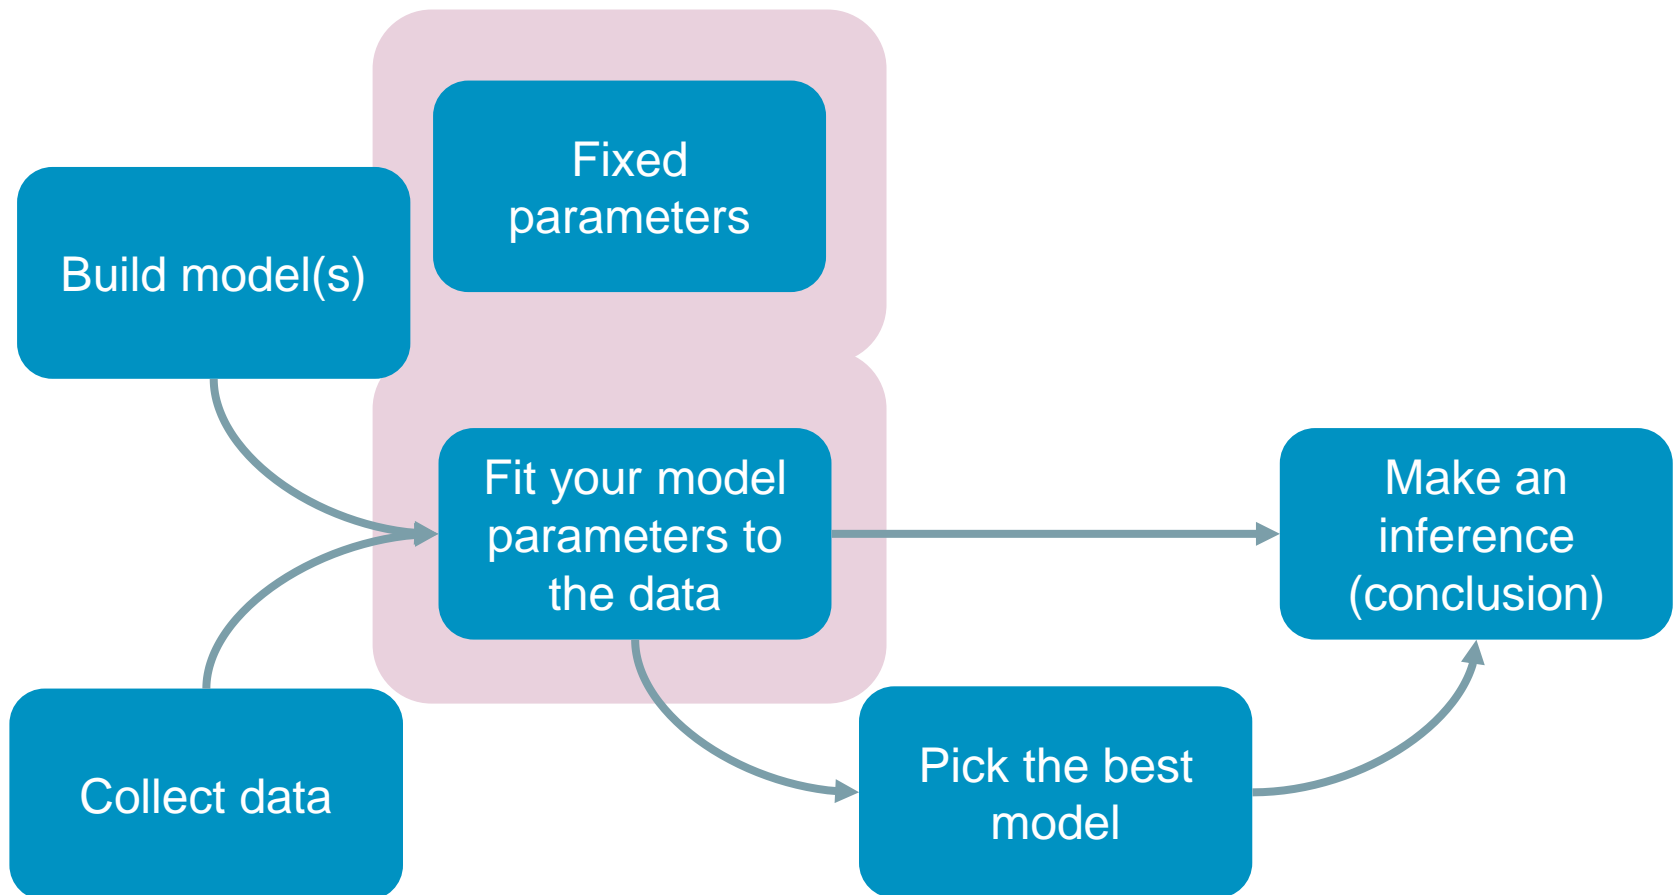 Fixed
parameters
Build model(s)
Fit your model
parameters to
the data
Make an
inference
(conclusion)
Collect data
Pick the best
model